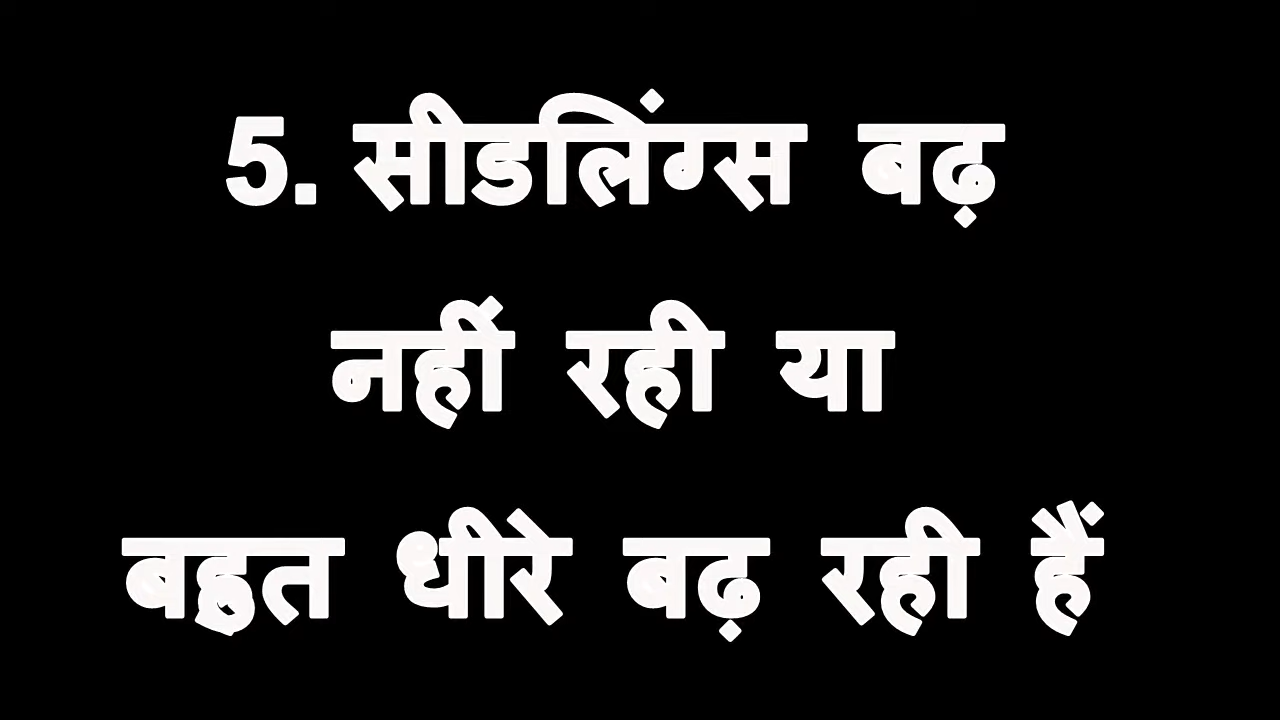 5. सीडलिंग्स बढ़
नहीं रही या
बहुत धीरे बढ़ रही हैं